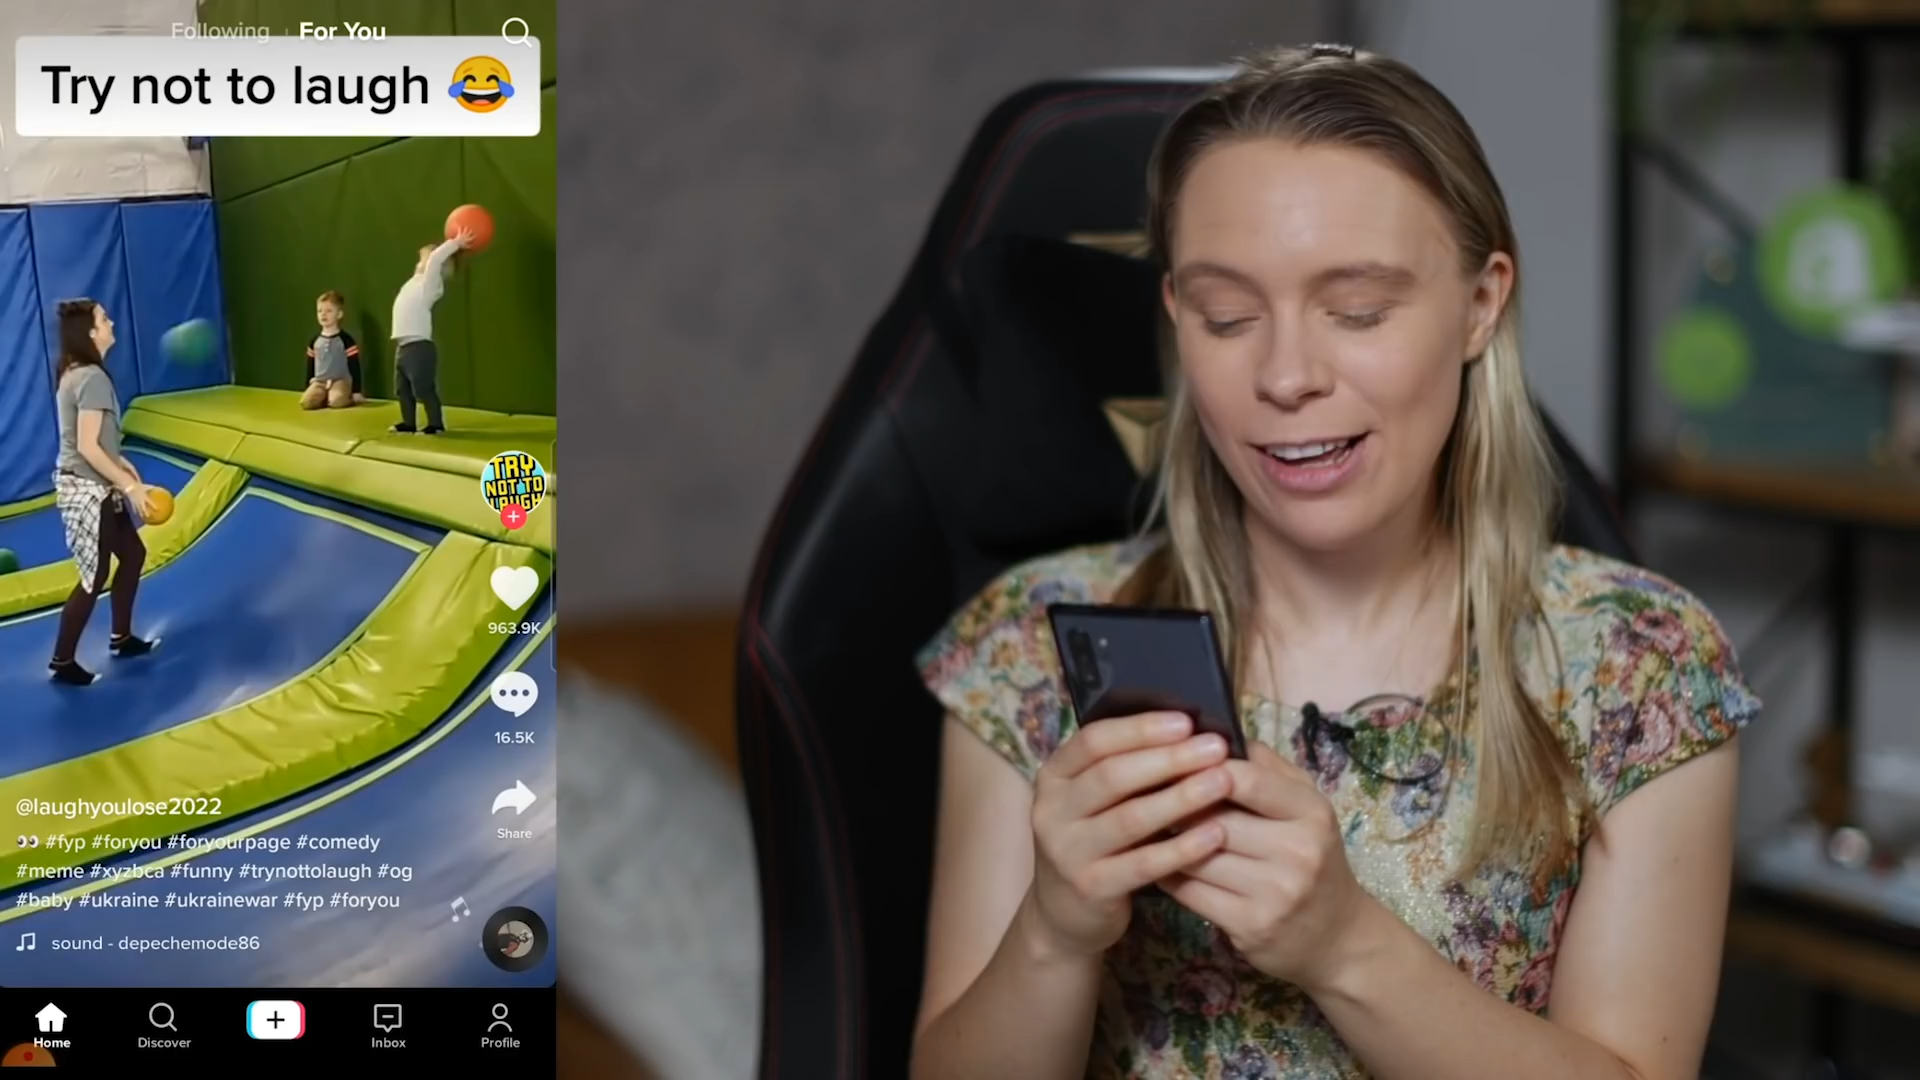 Following For You
Try not to laugh 😂
TRY
NOT TO
LAUGH
963.9K
16.5K
Share
@laughyoulose2022
👀 #fyp #foryou #foryourpage #comedy
#meme #xyzbca #funny #trynottolaugh #og
#baby #ukraine #ukrainewar #fyp #foryou
sound - depechemode86
Home Discover Inbox Profile